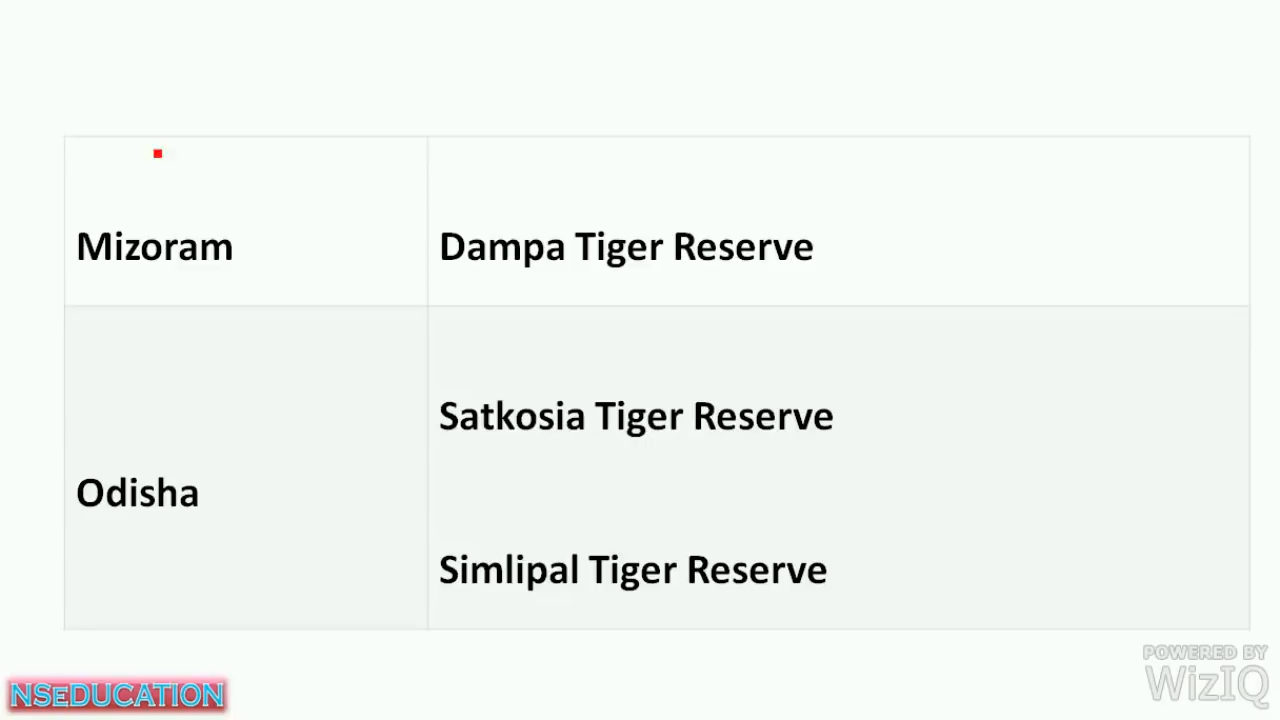 Mizoram Dampa Tiger Reserve
Satkosia Tiger Reserve
Odisha
Simlipal Tiger Reserve
POWERED BY
WizIQ
NSEDUCATION